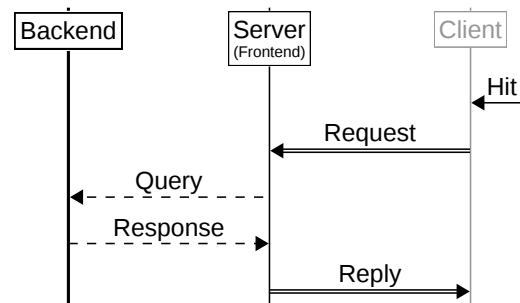 Backend
Server
(Frontend)
Client
Hit
Request
Query
Response
Reply